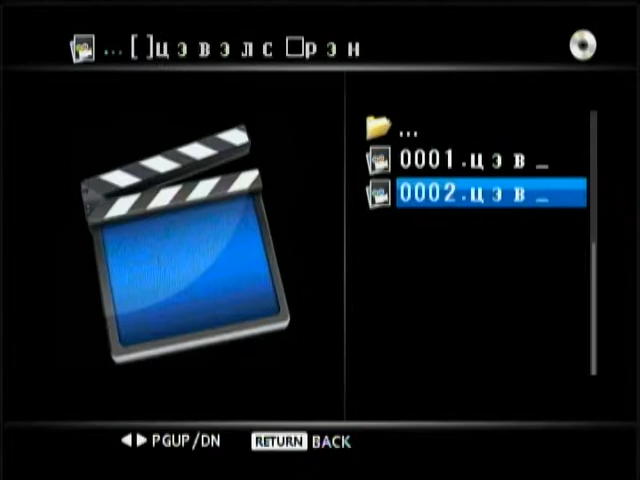 ...[ ]цэвэлс □рэн
...
0001.цэв_
0002.цэв_
PGUP/DN RETURN BACK